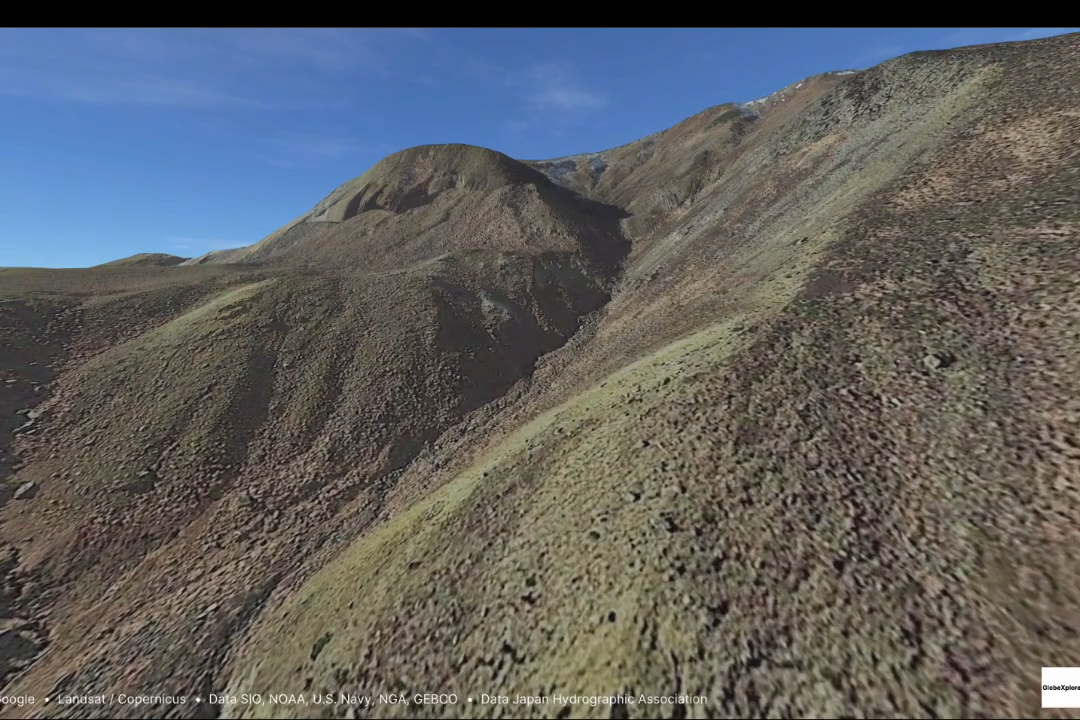 oogle • Landsat / Copernicus • Data SIO, NOAA, U.S. Navy, NGA, GEBCO • Data Japan Hydrographic Association
GlobeXplore